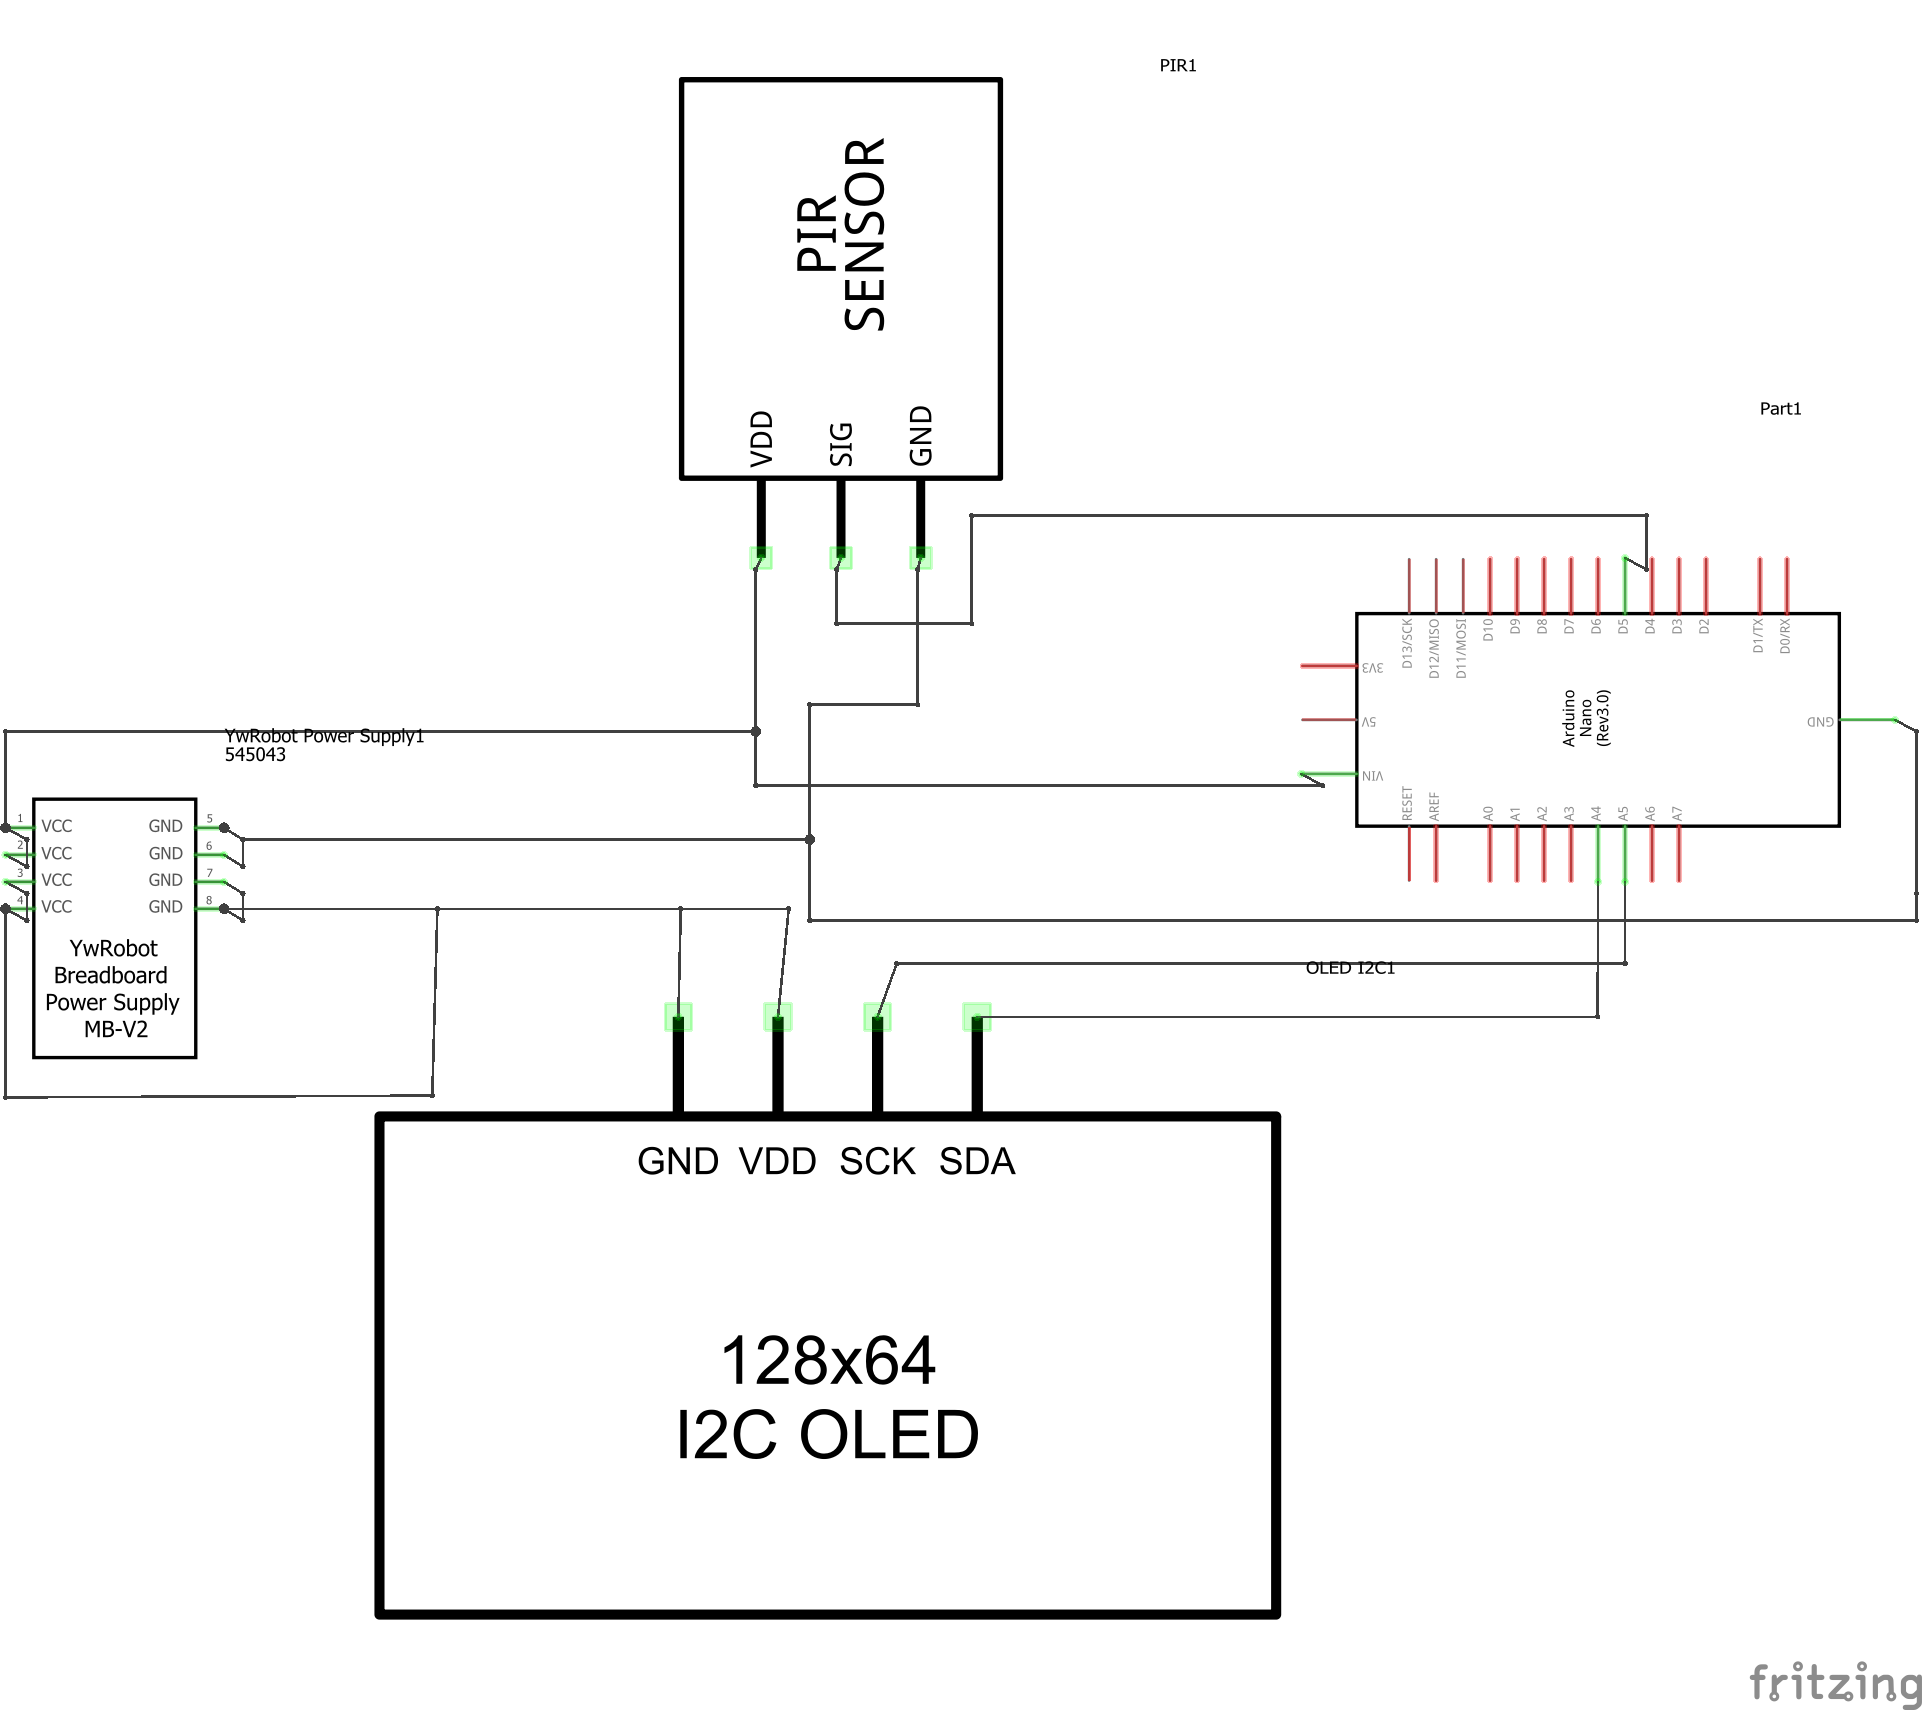 PIR1
PIR
SENSOR
VDD
SIG
GND
Part1
D13/SCK
D12/MISO
D11/MOSI
D10
D9
D8
D7
D6
D5
D4
D3
D2
D1/TX
D0/RX
3V3
5V
VIN
Arduino
Nano
(Rev3.0)
GND
RESET
AREF
A0
A1
A2
A3
A4
A5
A6
A7
YwRobot Power Supply1
545043
1 VCC GND 5
2 VCC GND 6
3 VCC GND 7
4 VCC GND 8
YwRobot
Breadboard
Power Supply
MB-V2
OLED I2C1
GND VDD SCK SDA
128x64
I2C OLED
fritzing